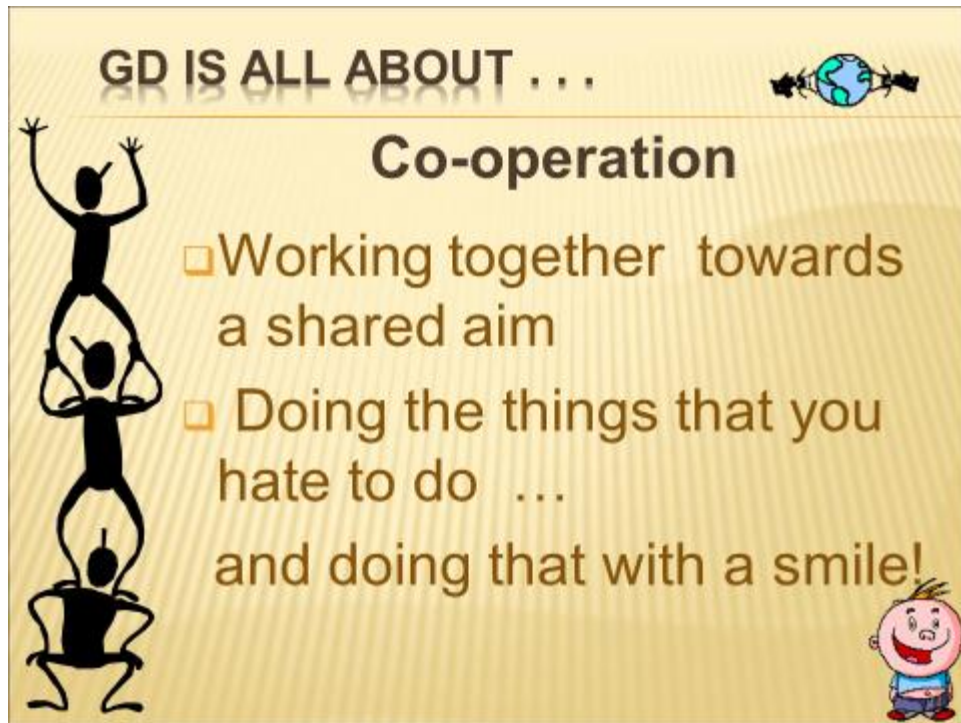 GD IS ALL ABOUT . . .
Co-operation
Working together towards
a shared aim
Doing the things that you
hate to do …
and doing that with a smile!